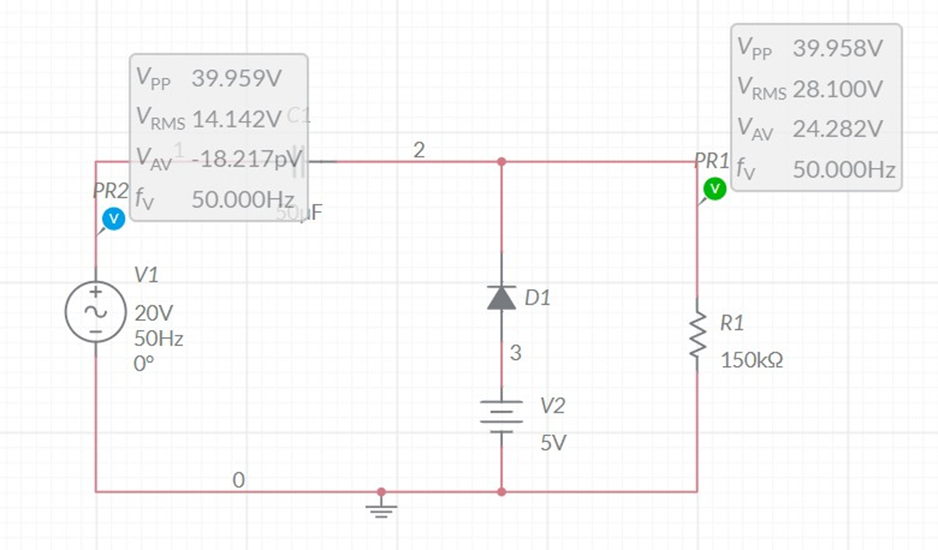 VPP 39.958V
VRMS 28.100V
VAV 24.282V
fV 50.000Hz
PR1
V
VPP 39.959V
VRMS 14.142V
VAV -18.217pV
fV 50.000Hz
C1
1
50µF
2
PR2
V
V1
20V
50Hz
0°
D1
3
V2
5V
R1
150kΩ
0